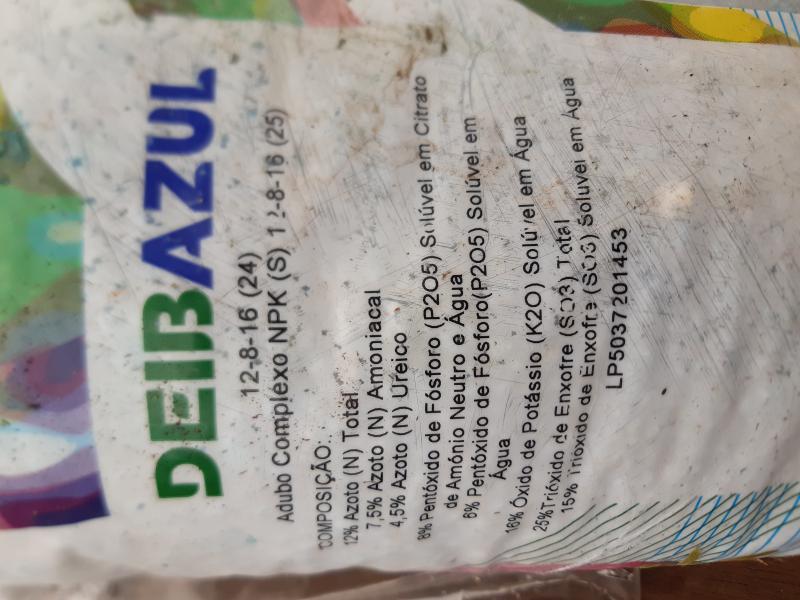 DEIBAZUL
12-8-16 (24)
Adubo Complexo NPK (S) 12-8-16 (25)
COMPOSIÇÃO:
12% Azoto (N) Total
7,5% Azoto (N) Amoniacal
4,5% Azoto (N) Ureico
8% Pentóxido de Fósforo (P2O5) Solúvel em Citrato
de Amónio Neutro e Água
6% Pentóxido de Fósforo(P2O5) Solúvel em
Água
16% Óxido de Potássio (K2O) Solúvel em Água
25%Trióxido de Enxofre (SO3) Total
15% Trióxido de Enxofre (SO3) Solúvel em Água
LP5037201453